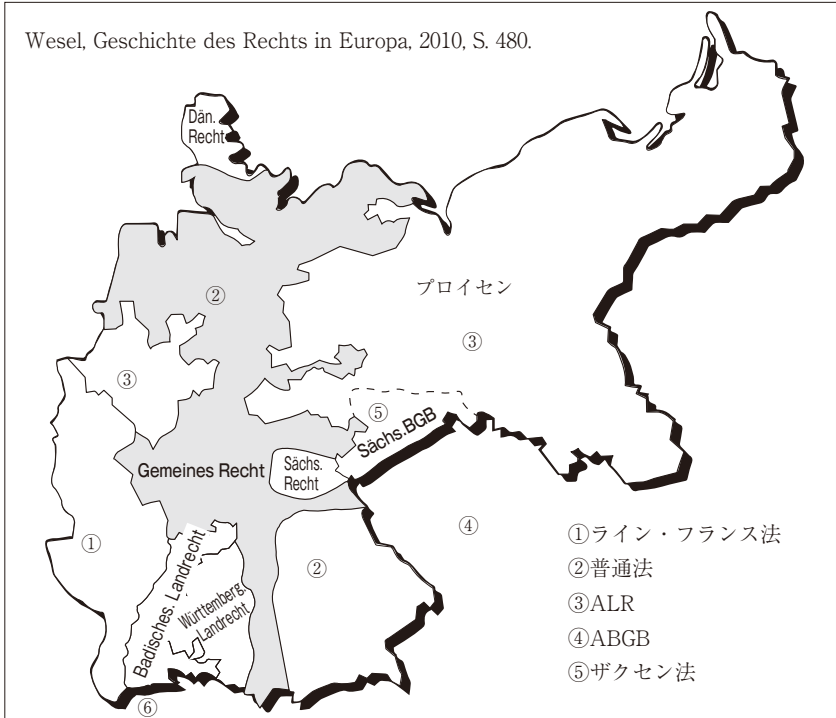 Wesel, Geschichte des Rechts in Europa, 2010, S. 480.
Dän.
Recht
②
プロイセン
③
③
⑤
Sächs.BGB
Gemeines Recht
Sächs.
Recht
④
①
Badisches. Landrecht
Württemberg.
Landrecht
②
⑥
①ライン・フランス法
②普通法
③ALR
④ABGB
⑤ザクセン法